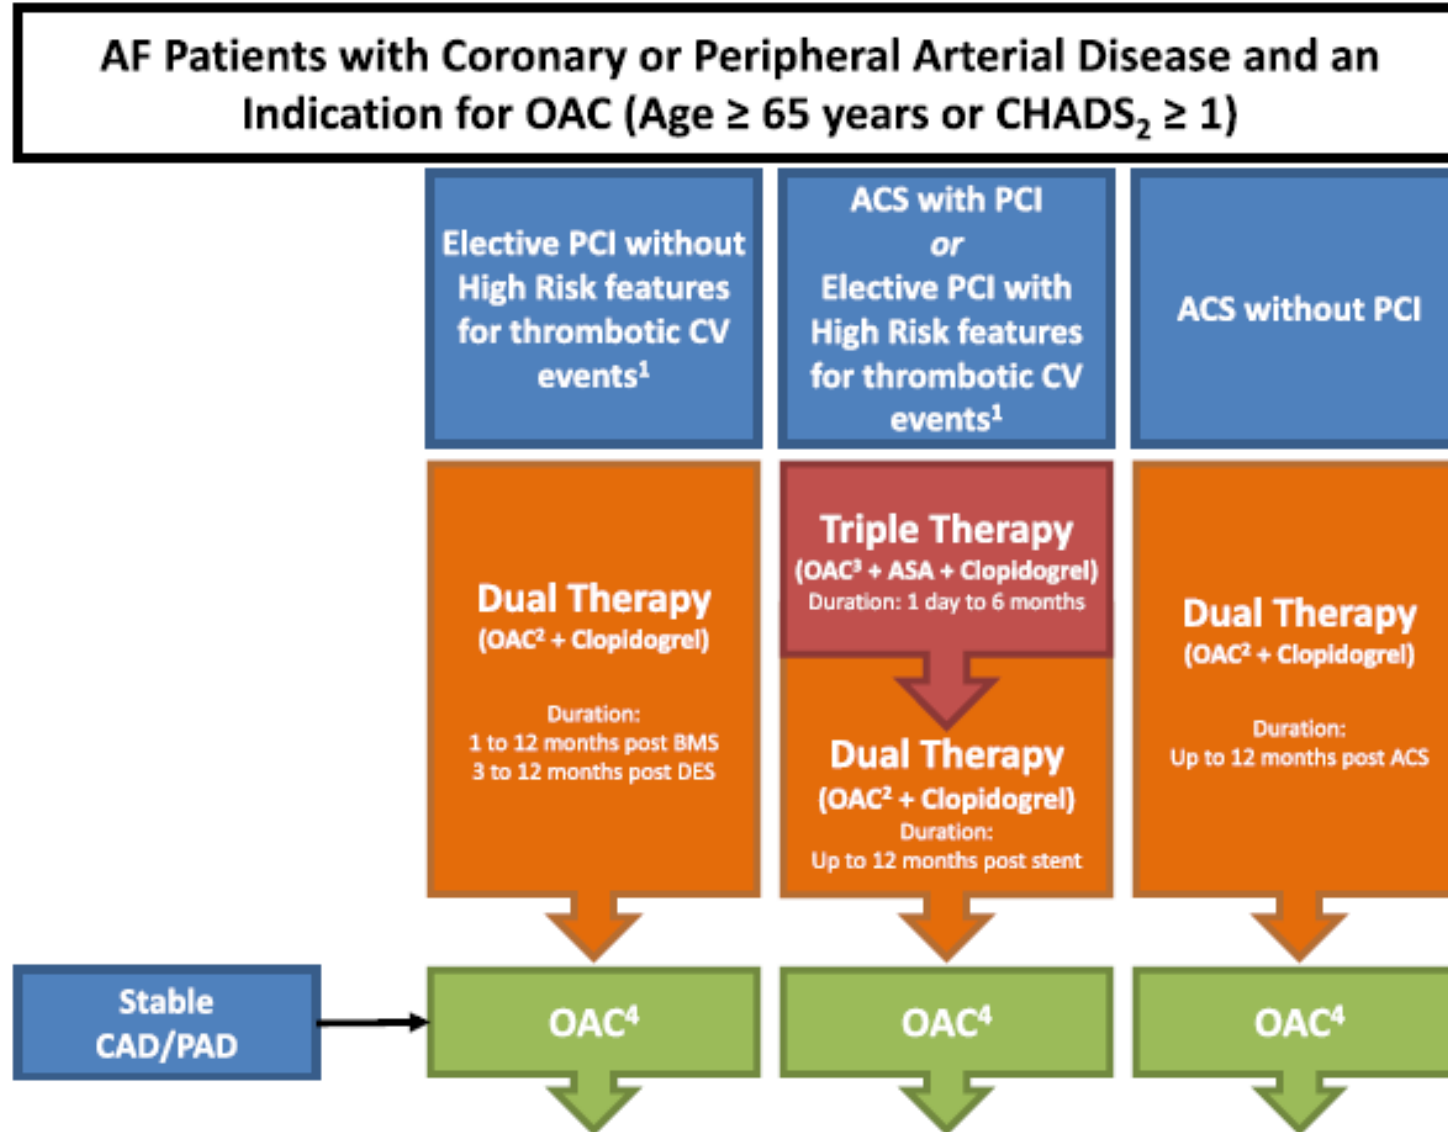 AF Patients with Coronary or Peripheral Arterial Disease and an
Indication for OAC (Age ≥ 65 years or CHADS₂ ≥ 1)
Elective PCI without
High Risk features
for thrombotic CV
events¹
ACS with PCI
or
Elective PCI with
High Risk features
for thrombotic CV
events¹
ACS without PCI
Dual Therapy
(OAC² + Clopidogrel)
Duration:
1 to 12 months post BMS
3 to 12 months post DES
Triple Therapy
(OAC³ + ASA + Clopidogrel)
Duration: 1 day to 6 months
Dual Therapy
(OAC² + Clopidogrel)
Duration:
Up to 12 months post stent
Dual Therapy
(OAC² + Clopidogrel)
Duration:
Up to 12 months post ACS
Stable
CAD/PAD
OAC⁴
OAC⁴
OAC⁴